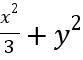 x²/3 + y²